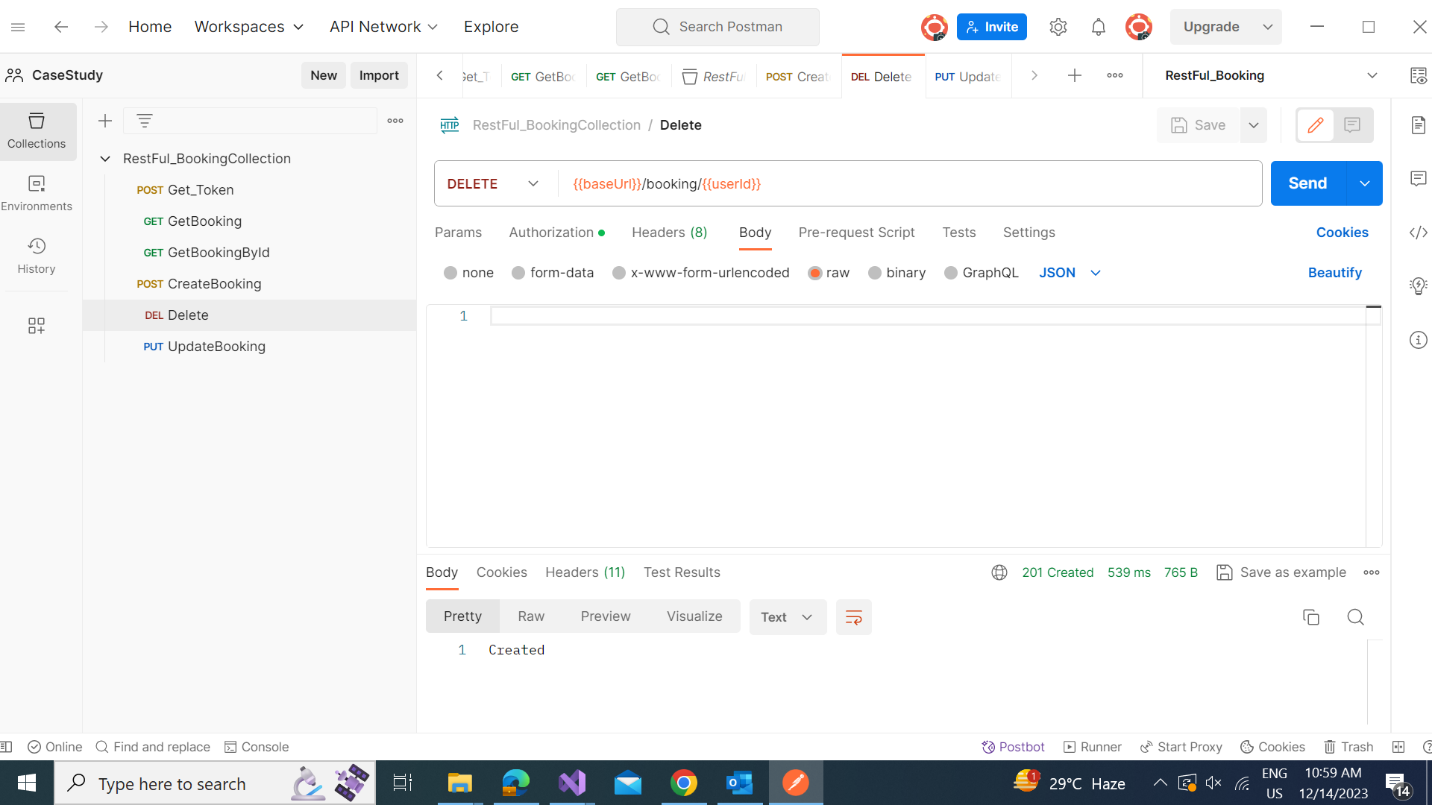 Home Workspaces API Network Explore Search Postman Invite Upgrade
CaseStudy New Import
Get_T GET GetBoo GET GetBoo RestFul POST Creat DEL Delete PUT Update RestFul_Booking
Collections
Environments
History
RestFul_BookingCollection
POST Get_Token
GET GetBooking
GET GetBookingById
POST CreateBooking
DEL Delete
PUT UpdateBooking
HTTP RestFul_BookingCollection / Delete Save
DELETE {{baseUrl}}/booking/{{userId}} Send
Params Authorization Headers (8) Body Pre-request Script Tests Settings Cookies
none form-data x-www-form-urlencoded raw binary GraphQL JSON Beautify
1
Body Cookies Headers (11) Test Results 201 Created 539 ms 765 B Save as example
Pretty Raw Preview Visualize Text
1 Created
Online Find and replace Console Postbot Runner Start Proxy Cookies Trash
Type here to search 1 29°C Haze ENG US 10:59 AM 12/14/2023 14